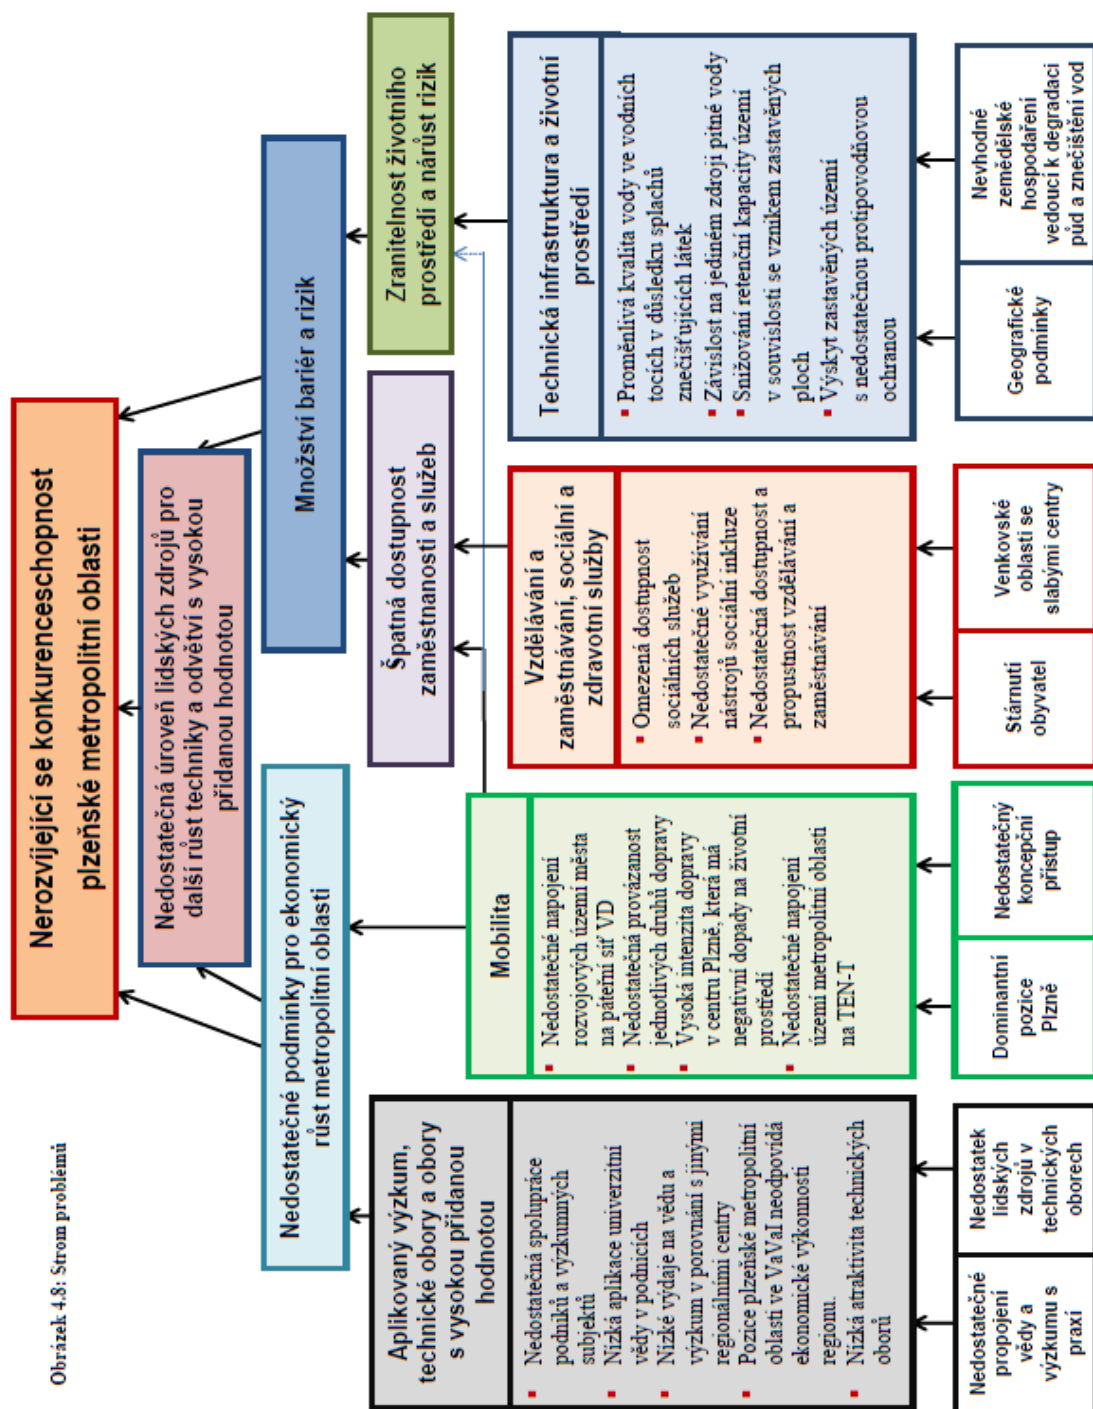 Obrázek 4.8: Strom problémů
Nerozvíjející se konkurenceschopnost
plzeňské metropolitní oblasti
Nedostatečná úroveň lidských zdrojů pro
další růst techniky a odvětví s vysokou
přidanou hodnotou
Nedostatečné podmínky pro ekonomický
růst metropolitní oblasti
Množství bariér a rizik
Aplikovaný výzkum,
technické obory a obory
s vysokou přidanou
hodnotou
Špatná dostupnost
zaměstnanosti a služeb
Zranitelnost životního
prostředí a nárůst rizik
Nedostatečná spolupráce
podniků a výzkumných
subjektů
Nízká aplikace univerzitní
vědy v podnicích
Nízké výdaje na vědu a
výzkum v porovnání s jinými
regionálními centry
Pozice plzeňské metropolitní
oblasti ve VaVaI neodpovídá
ekonomické výkonnosti
regionu.
Nízká atraktivita technických
oborů
Mobilita
Nedostatečné napojení
rozvojových území města
na páteřní síť VD
Nedostatečná provázanost
jednotlivých druhů dopravy
Vysoká intenzita dopravy
v centru Plzně, která má
negativní dopady na životní
prostředí
Nedostatečné napojení
území metropolitní oblasti
na TEN-T
Vzdělávání a
zaměstnávání, sociální a
zdravotní služby
Omezená dostupnost
sociálních služeb
Nedostatečné využívání
nástrojů sociální inkluze
Nedostatečná dostupnost a
propustnost vzdělávání a
zaměstnávání
Technická infrastruktura a životní
prostředí
Proměnlivá kvalita vody ve vodních
tocích v důsledku splachů
znečišťujících látek
Závislost na jediném zdroji pitné vody
Snižování retenční kapacity území
v souvislosti se vznikem zastavěných
ploch
Výskyt zastavěných území
s nedostatečnou protipovodňovou
ochranou
Nedostatečné
propojení
vědy a
výzkumu s
praxí
Nedostatek
lidských
zdrojů v
technických
oborech
Dominantní
pozice
Plzně
Nedostatečný
koncepční
přístup
Stárnutí
obyvatel
Venkovské
oblasti se
slabými centry
Geografické
podmínky
Nevhodné
zemědělské
hospodaření
vedoucí k degradaci
půd a znečištění vod